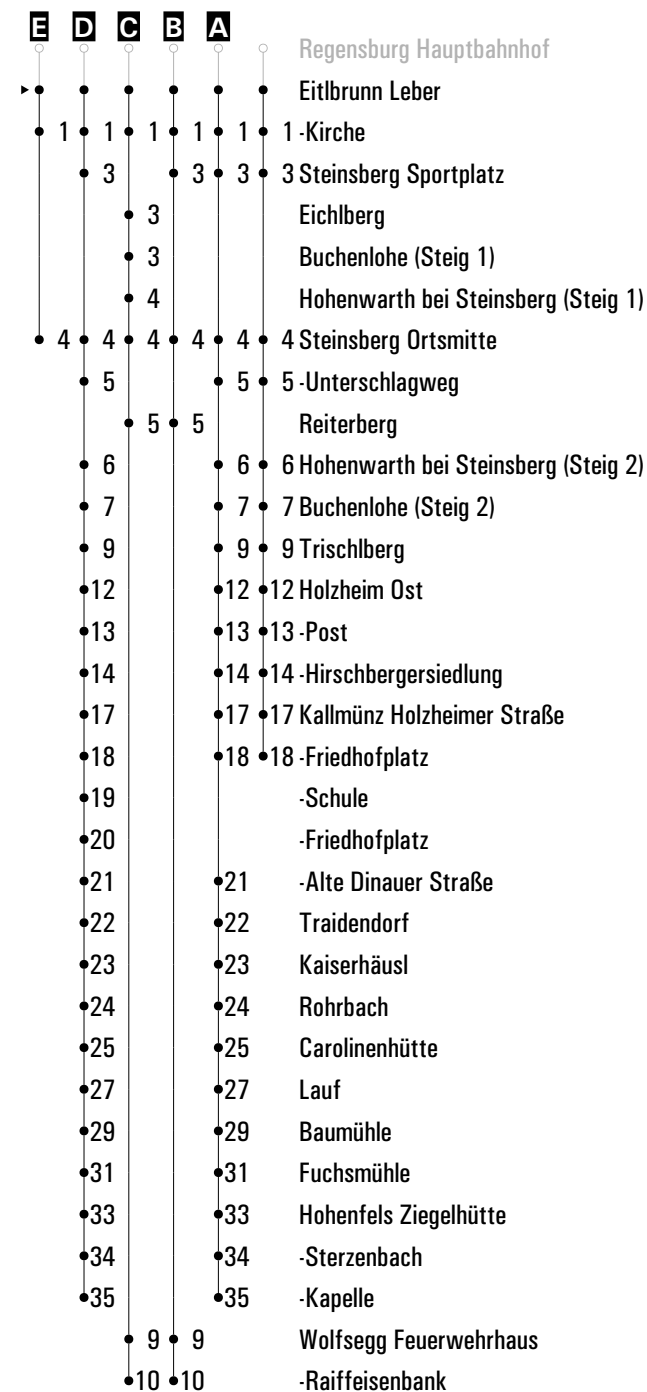 E D C B A
Regensburg Hauptbahnhof
Eitlbrunn Leber
1 1 1 1 1 1 -Kirche
3 3 3 3 Steinsberg Sportplatz
3 Eichlberg
3 Buchenlohe (Steig 1)
4 Hohenwarth bei Steinsberg (Steig 1)
4 4 4 4 4 4 Steinsberg Ortsmitte
5 5 5 -Unterschlagweg
5 5 Reiterberg
6 6 6 Hohenwarth bei Steinsberg (Steig 2)
7 7 7 Buchenlohe (Steig 2)
9 9 9 Trischlberg
12 12 12 Holzheim Ost
13 13 13 -Post
14 14 14 -Hirschbergersiedlung
17 17 17 Kallmünz Holzheimer Straße
18 18 18 -Friedhofplatz
19 -Schule
20 -Friedhofplatz
21 21 -Alte Dinauer Straße
22 22 Traidendorf
23 23 Kaiserhäusl
24 24 Rohrbach
25 25 Carolinenhütte
27 27 Lauf
29 29 Baumühle
31 31 Fuchsmühle
33 33 Hohenfels Ziegelhütte
34 34 -Sterzenbach
35 35 -Kapelle
9 9 Wolfsegg Feuerwehrhaus
10 10 -Raiffeisenbank